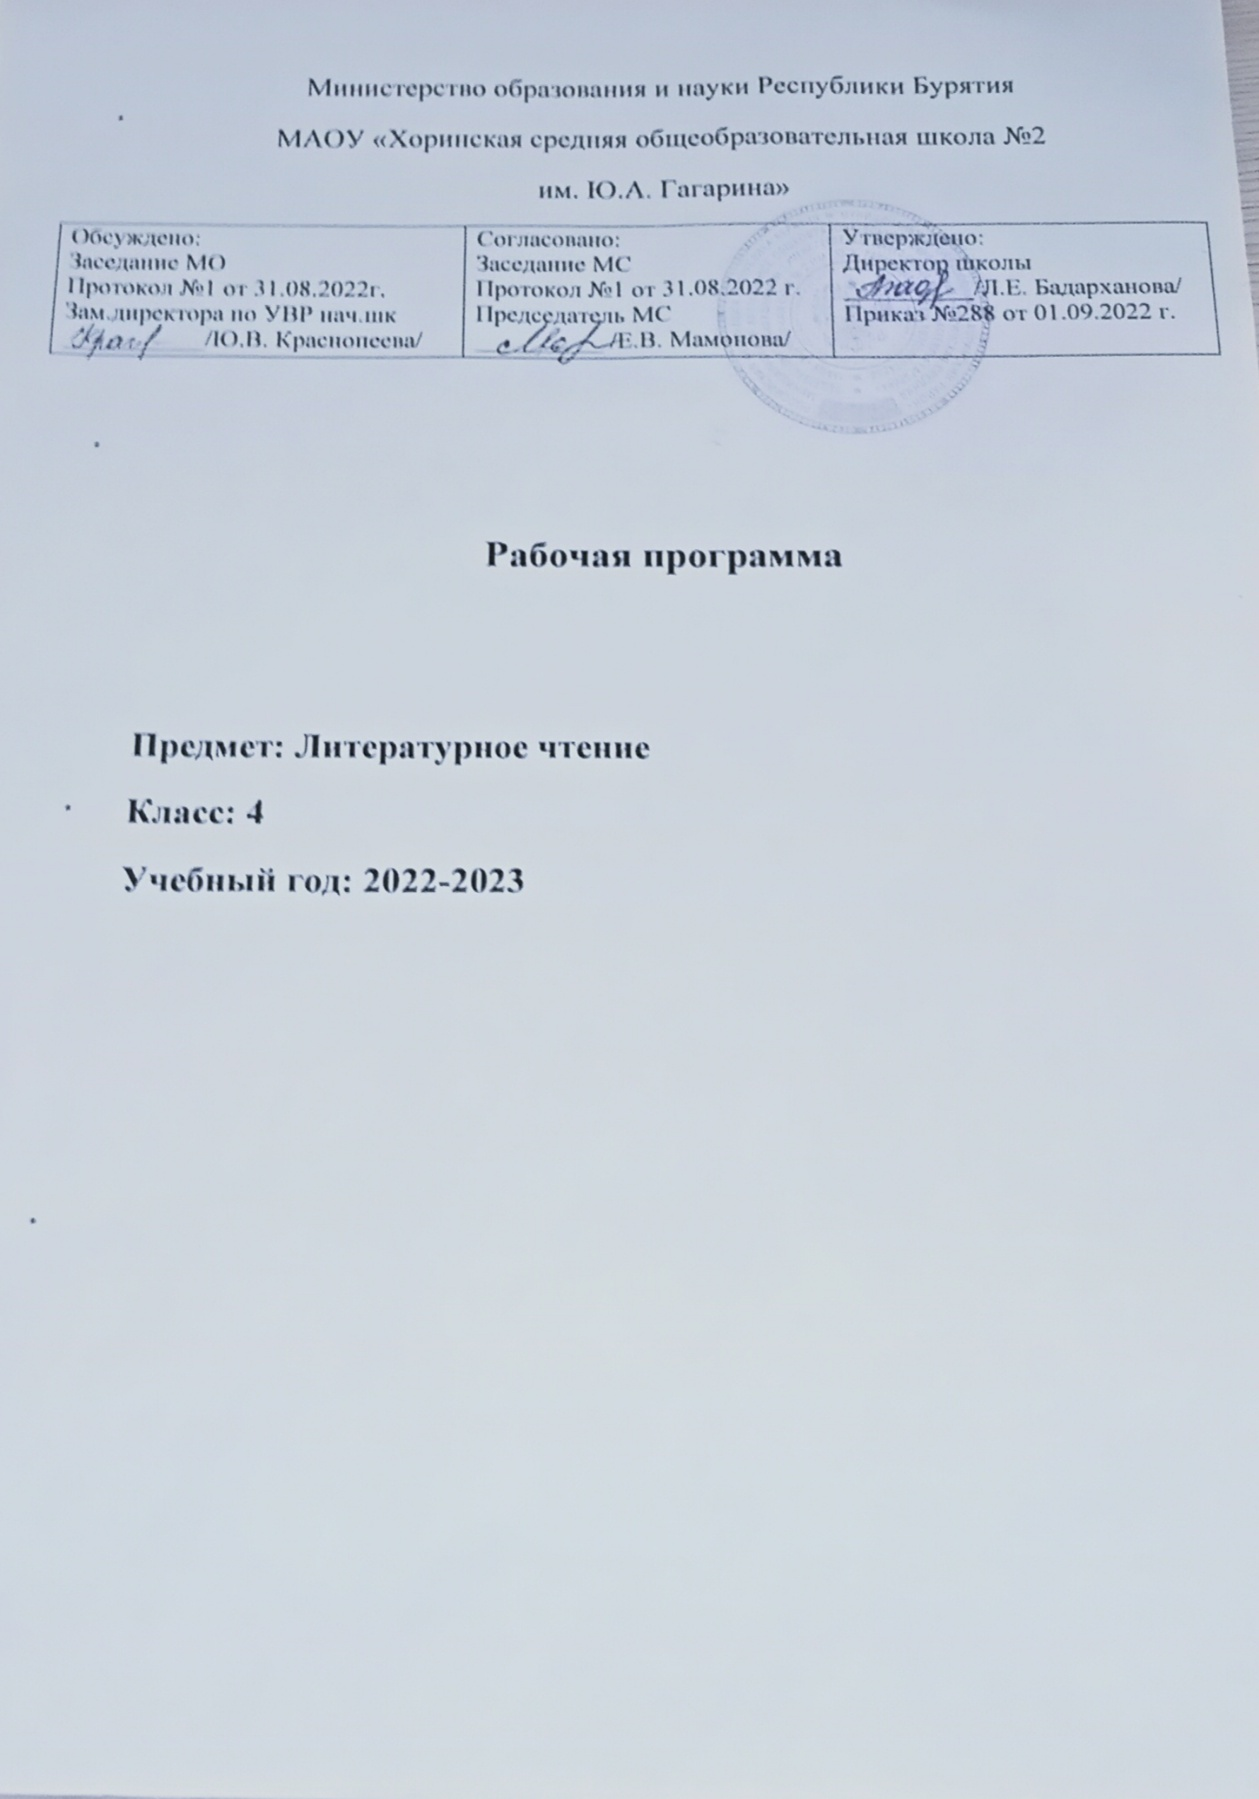 Министерство образования и науки Республики Бурятия
МАОУ «Хоринская средняя общеобразовательная школа №2
им. Ю.А. Гагарина»
Обсуждено:
Заседание МО
Протокол №1 от 31.08.2022г.
Зам.директора по УВР нач.шк
/Ю.В. Краснопеева/
Согласовано:
Заседание МС
Протокол №1 от 31.08.2022 г.
Председатель МС
/Е.В. Мамонова/
Утверждено:
Директор школы
/Л.Е. Бадарханова/
Приказ №288 от 01.09.2022 г.
Рабочая программа
Предмет: Литературное чтение
Класс: 4
Учебный год: 2022-2023